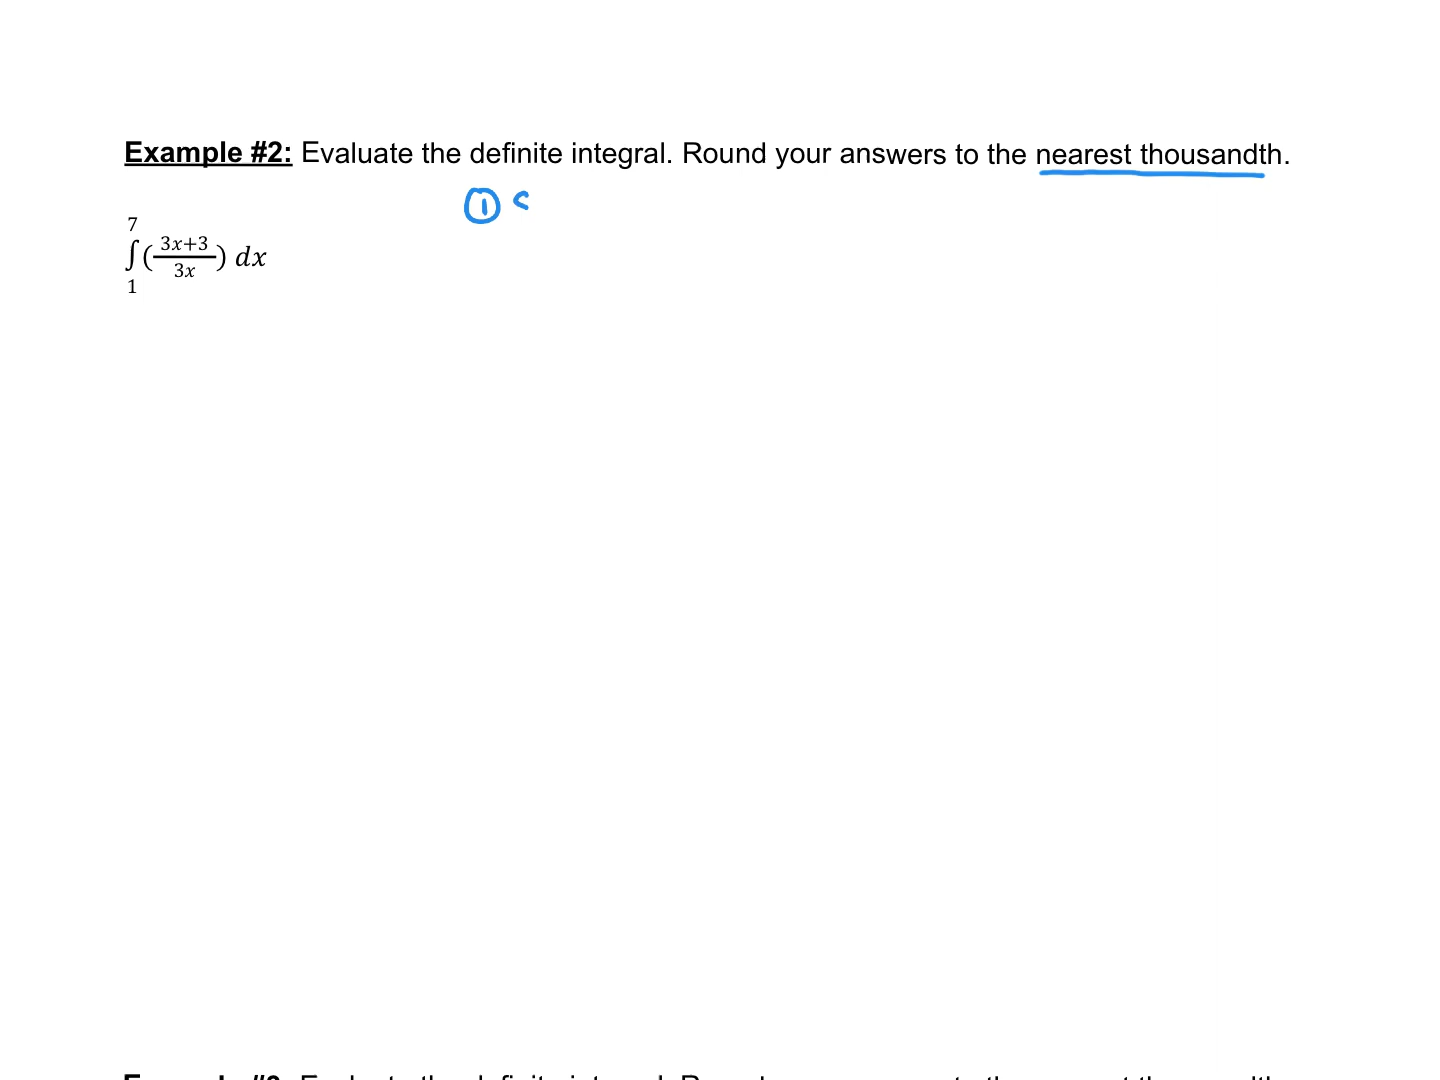 Example #2: Evaluate the definite integral. Round your answers to the nearest thousandth.
① c
7
∫(3x+3/3x) dx
1